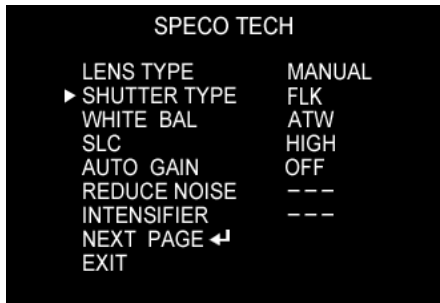 SPECO TECH
LENS TYPE MANUAL
▶ SHUTTER TYPE FLK
WHITE BAL ATW
SLC HIGH
AUTO GAIN OFF
REDUCE NOISE – – –
INTENSIFIER – – –
NEXT PAGE ↵
EXIT